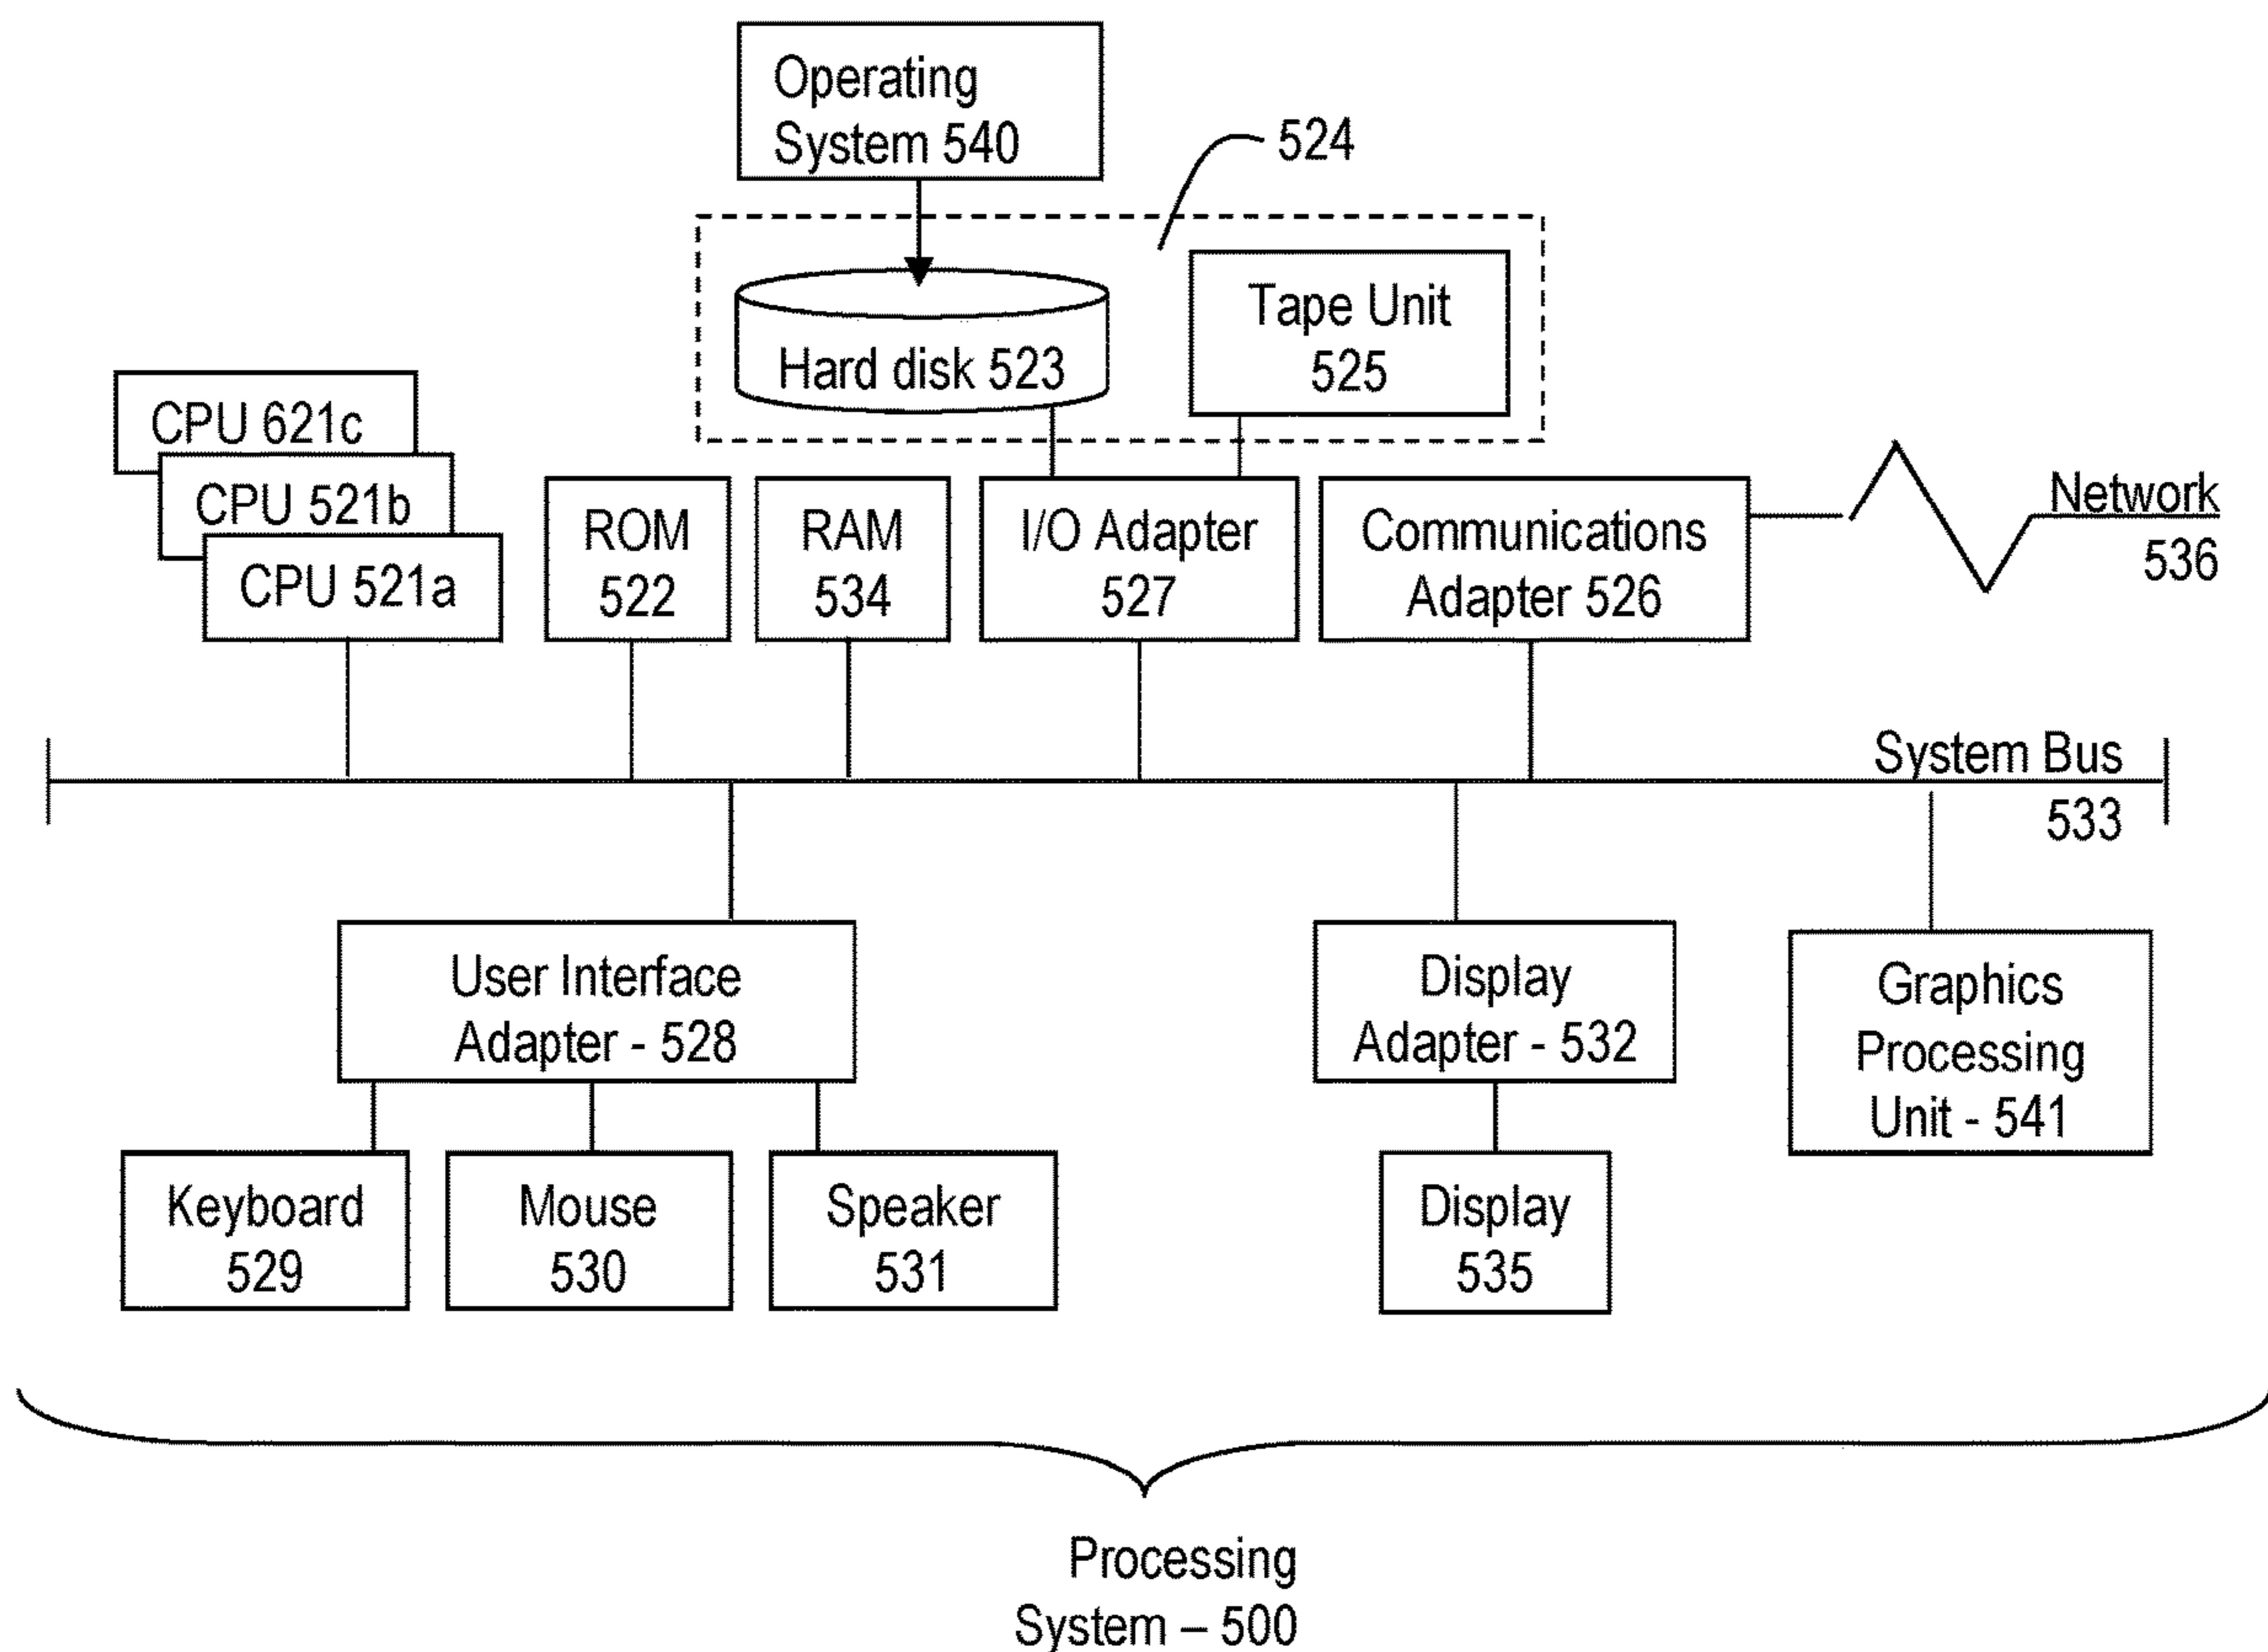 Operating
System 540
524
Hard disk 523
Tape Unit
525
CPU 621c
CPU 521b
CPU 521a
ROM
522
RAM
534
I/O Adapter
527
Communications
Adapter 526
Network
536
System Bus
533
User Interface
Adapter - 528
Display
Adapter - 532
Graphics
Processing
Unit - 541
Keyboard
529
Mouse
530
Speaker
531
Display
535
Processing
System – 500